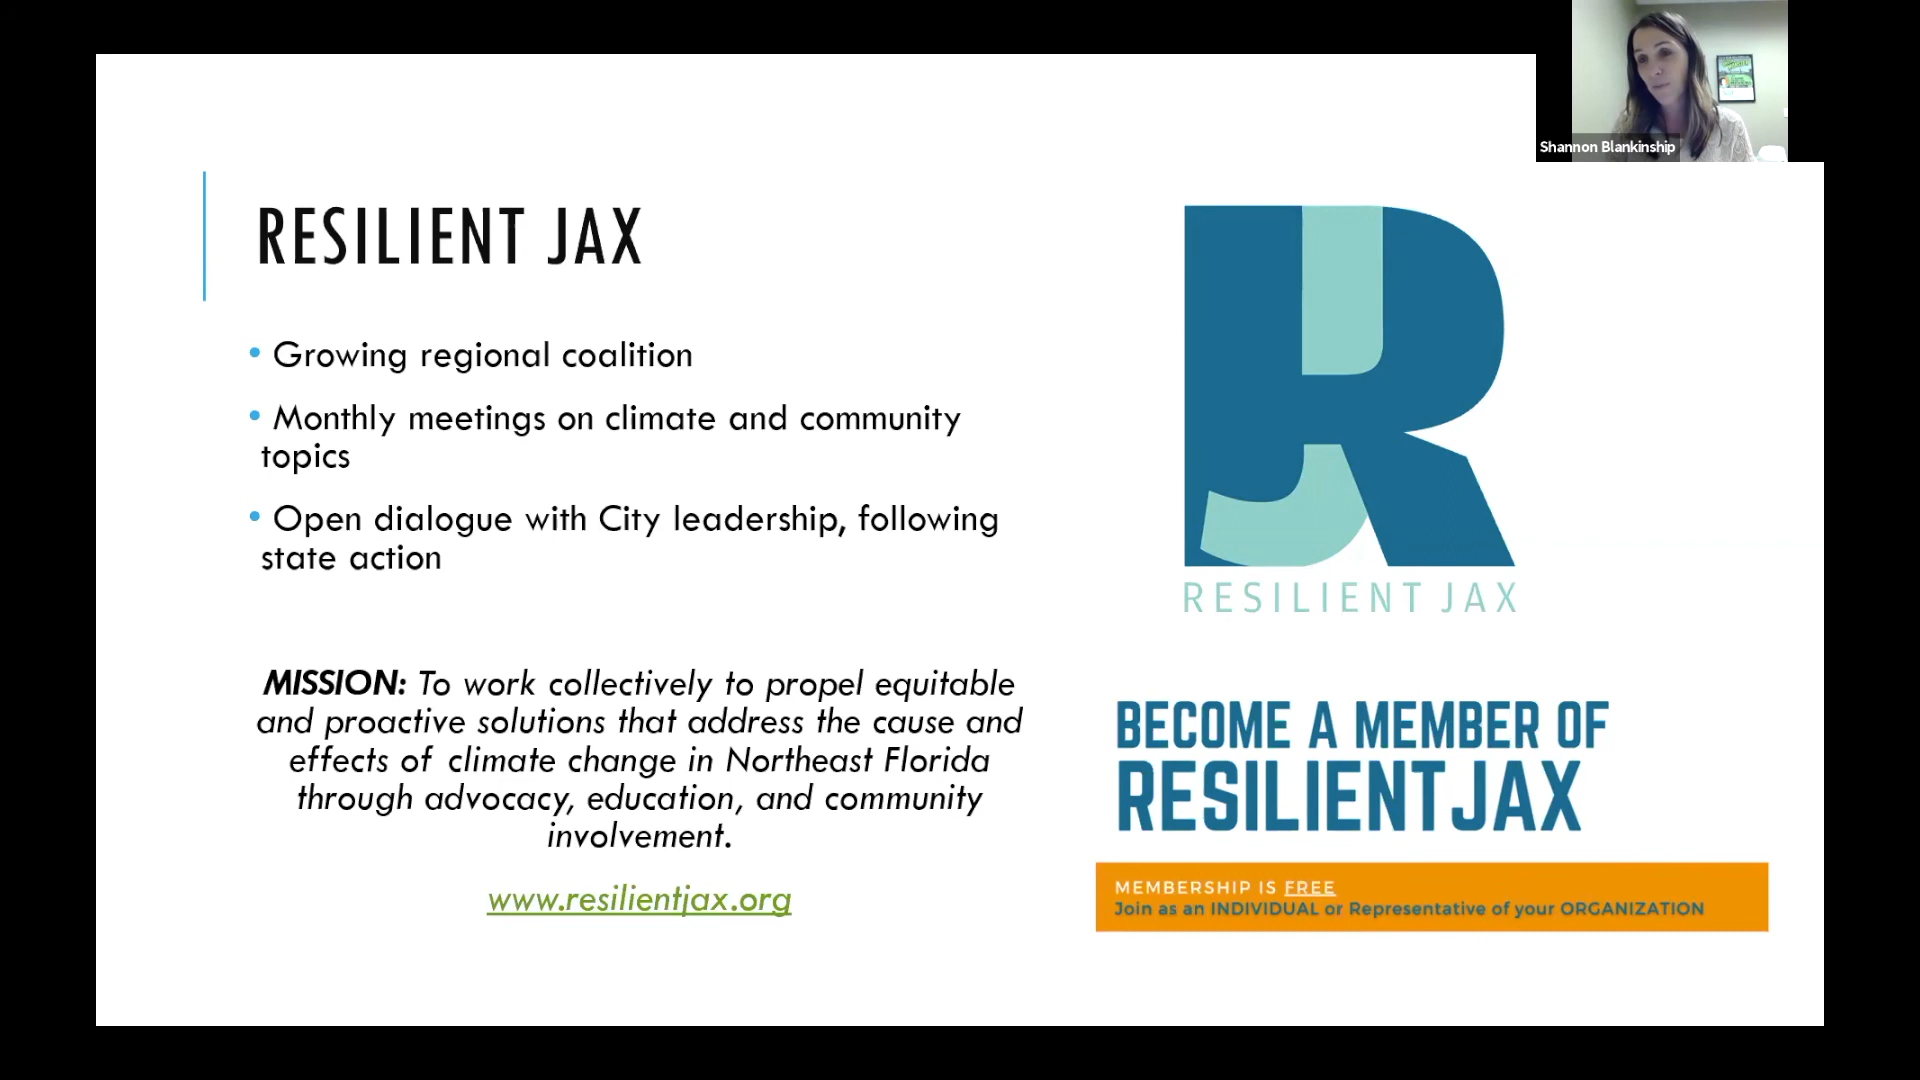 Shannon Blankinship
RESILIENT JAX
• Growing regional coalition
• Monthly meetings on climate and community
topics
• Open dialogue with City leadership, following
state action
MISSION: To work collectively to propel equitable
and proactive solutions that address the cause and
effects of climate change in Northeast Florida
through advocacy, education, and community
involvement.
www.resilientjax.org
RESILIENT JAX
BECOME A MEMBER OF
RESILIENTJAX
MEMBERSHIP IS FREE
Join as an INDIVIDUAL or Representative of your ORGANIZATION